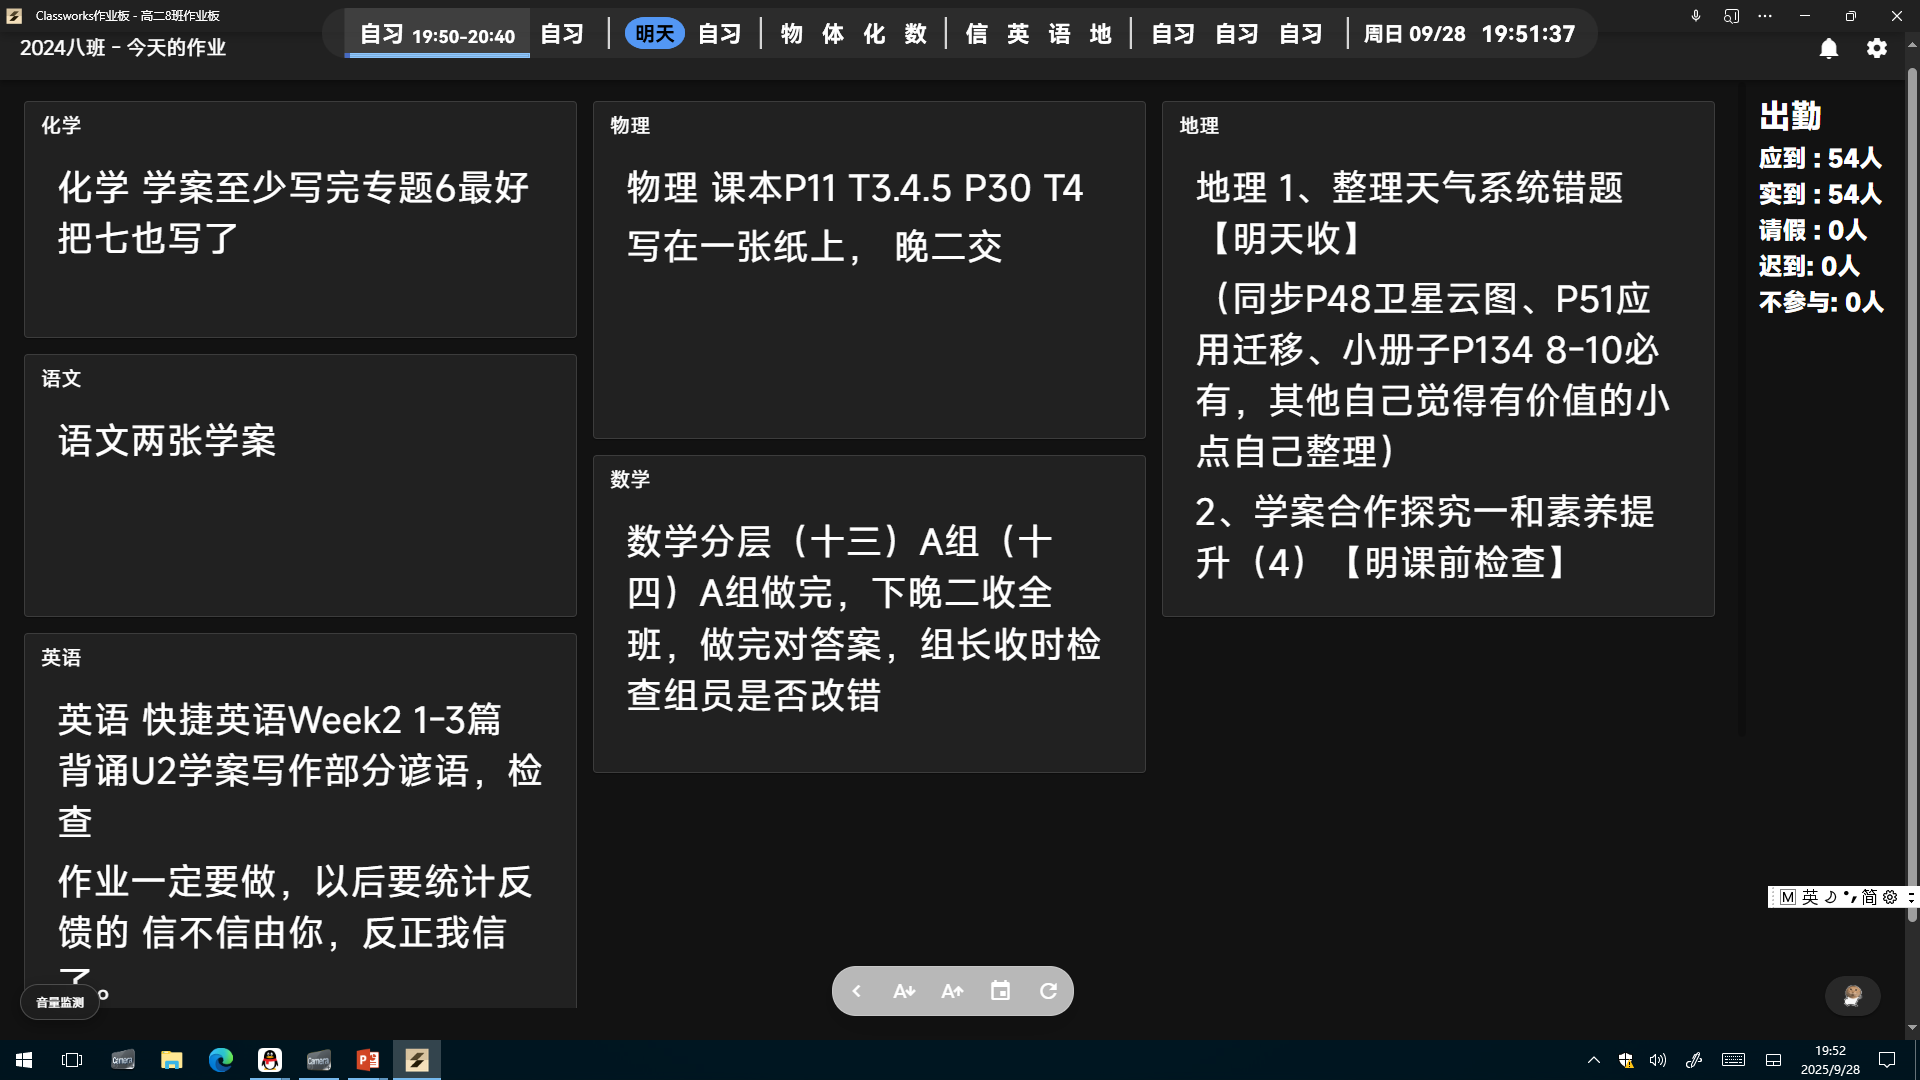 Classworks作业板 - 高二8班作业板
2024八班 - 今天的作业
自习 19:50-20:40 自习 | 明天 自习 | 物 体 化 数 | 信 英 语 地 | 自习 自习 自习 | 周日 09/28 19:51:37
化学
化学 学案至少写完专题6最好
把七也写了
语文
语文两张学案
英语
英语 快捷英语Week2 1-3篇
背诵U2学案写作部分谚语，检
查
作业一定要做，以后要统计反
馈的 信不信由你，反正我信
了。
音量监测
物理
物理 课本P11 T3.4.5 P30 T4
写在一张纸上， 晚二交
数学
数学分层（十三）A组（十
四）A组做完，下晚二收全
班，做完对答案，组长收时检
查组员是否改错
地理
地理 1、整理天气系统错题
【明天收】
（同步P48卫星云图、P51应
用迁移、小册子P134 8-10必
有，其他自己觉得有价值的小
点自己整理）
2、学案合作探究一和素养提
升（4）【明课前检查】
出勤
应到 : 54人
实到 : 54人
请假 : 0人
迟到: 0人
不参与: 0人
M 英 简
A A
Camera Camera P
19:52
2025/9/28